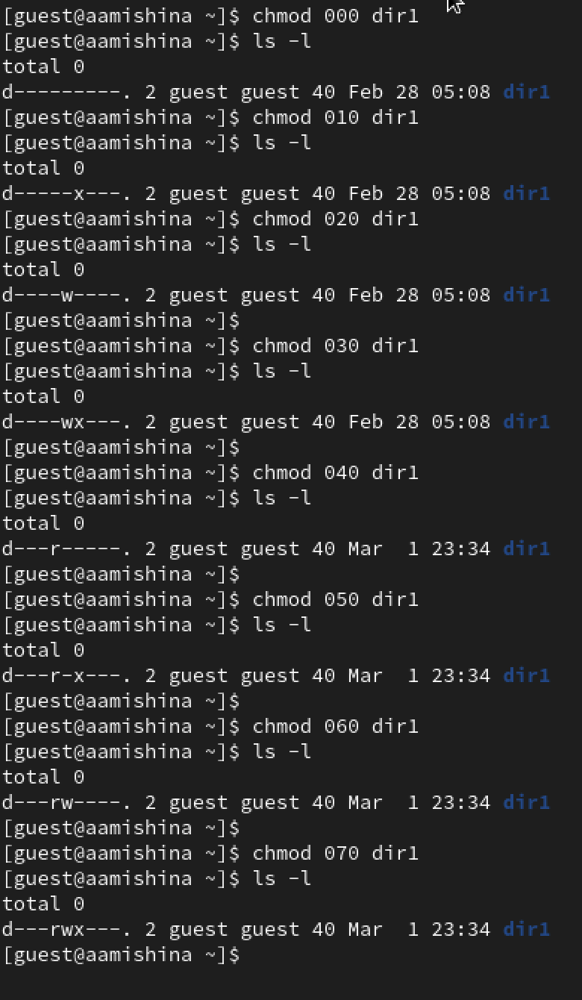 [guest@aamishina ~]$ chmod 000 dir1
[guest@aamishina ~]$ ls -l
total 0
d---------. 2 guest guest 40 Feb 28 05:08 dir1
[guest@aamishina ~]$ chmod 010 dir1
[guest@aamishina ~]$ ls -l
total 0
d-----x---. 2 guest guest 40 Feb 28 05:08 dir1
[guest@aamishina ~]$ chmod 020 dir1
[guest@aamishina ~]$ ls -l
total 0
d----w----. 2 guest guest 40 Feb 28 05:08 dir1
[guest@aamishina ~]$
[guest@aamishina ~]$ chmod 030 dir1
[guest@aamishina ~]$ ls -l
total 0
d----wx---. 2 guest guest 40 Feb 28 05:08 dir1
[guest@aamishina ~]$
[guest@aamishina ~]$ chmod 040 dir1
[guest@aamishina ~]$ ls -l
total 0
d---r-----. 2 guest guest 40 Mar  1 23:34 dir1
[guest@aamishina ~]$
[guest@aamishina ~]$ chmod 050 dir1
[guest@aamishina ~]$ ls -l
total 0
d---r-x---. 2 guest guest 40 Mar  1 23:34 dir1
[guest@aamishina ~]$
[guest@aamishina ~]$ chmod 060 dir1
[guest@aamishina ~]$ ls -l
total 0
d---rw----. 2 guest guest 40 Mar  1 23:34 dir1
[guest@aamishina ~]$
[guest@aamishina ~]$ chmod 070 dir1
[guest@aamishina ~]$ ls -l
total 0
d---rwx---. 2 guest guest 40 Mar  1 23:34 dir1
[guest@aamishina ~]$